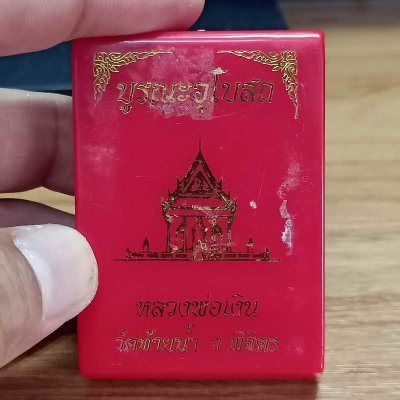 บูรณะอุโบสถ
หลวงพ่อเงิน
วัดท้ายน้ำ จ พิจิตร